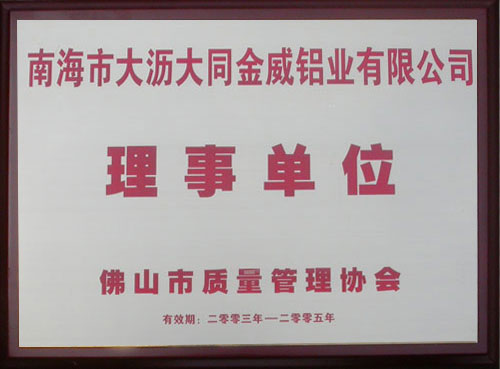 南海市大沥大同金威铝业有限公司
理事单位
佛山市质量管理协会
有效期：二零零三年—二零零五年